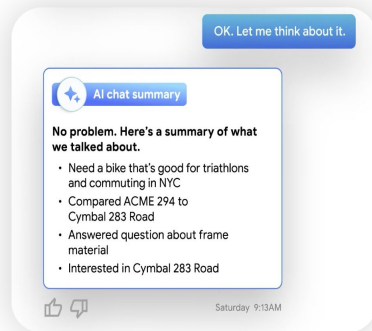 OK. Let me think about it.
AI chat summary
No problem. Here's a summary of what
we talked about.
• Need a bike that's good for triathlons
and commuting in NYC
• Compared ACME 294 to
Cymbal 283 Road
• Answered question about frame
material
• Interested in Cymbal 283 Road
Saturday 9:13AM